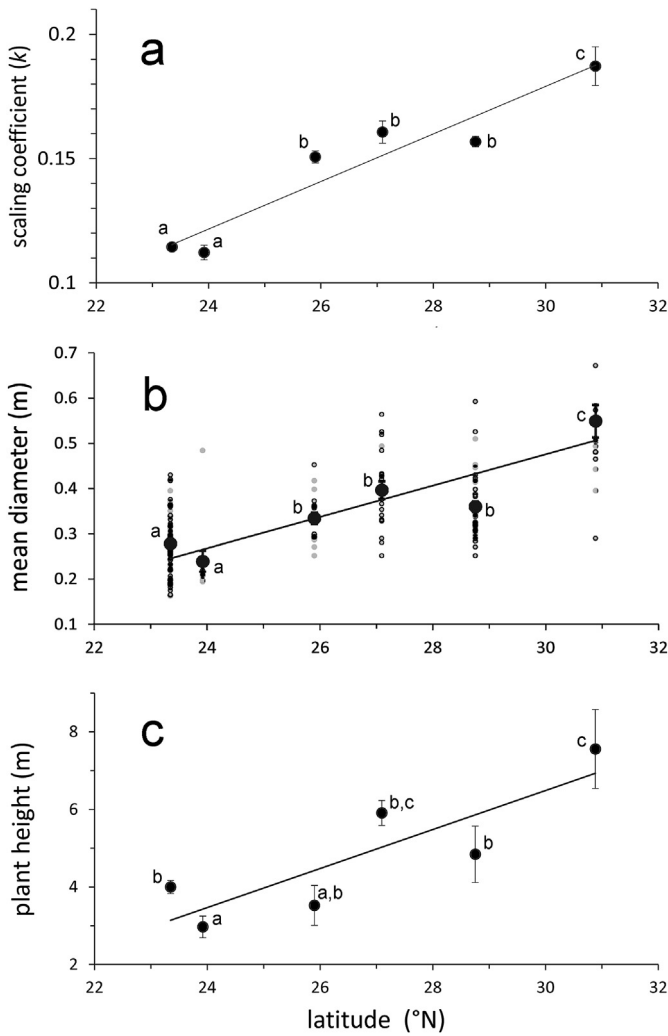 a
scaling coefficient (k)
0.2
0.15
0.1
a
a
b
b
b
c
22 24 26 28 30 32
b
mean diameter (m)
0.7
0.6
0.5
0.4
0.3
0.2
0.1
a
a
b
b
b
c
22 24 26 28 30 32
c
plant height (m)
8
6
4
2
b
a
a,b
b,c
b
c
22 24 26 28 30 32
latitude (°N)